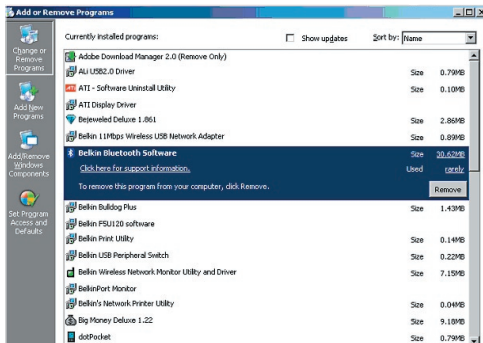 Add or Remove Programs
Change or
Remove
Programs
Add New
Programs
Add/Remove
Windows
Components
Set Program
Access and
Defaults
Currently installed programs:
Show updates
Sort by: Name
Adobe Download Manager 2.0 (Remove Only)
ALi USB2.0 Driver Size 0.79MB
ATI - Software Uninstall Utility Size 0.10MB
ATI Display Driver
Bejeweled Deluxe 1.861 Size 2.86MB
Belkin 11Mbps Wireless USB Network Adapter Size 0.89MB
Belkin Bluetooth Software Size 30.62MB
Click here for support information. Used rarely
To remove this program from your computer, click Remove. Remove
Belkin Bulldog Plus Size 1.43MB
Belkin F5U120 software
Belkin Print Utility Size 0.14MB
Belkin USB Peripheral Switch Size 0.22MB
Belkin Wireless Network Monitor Utility and Driver Size 7.15MB
BelkinPort Monitor
Belkin's Network Printer Utility Size 0.04MB
Big Money Deluxe 1.22 Size 9.18MB
dotPocket Size 0.79MB